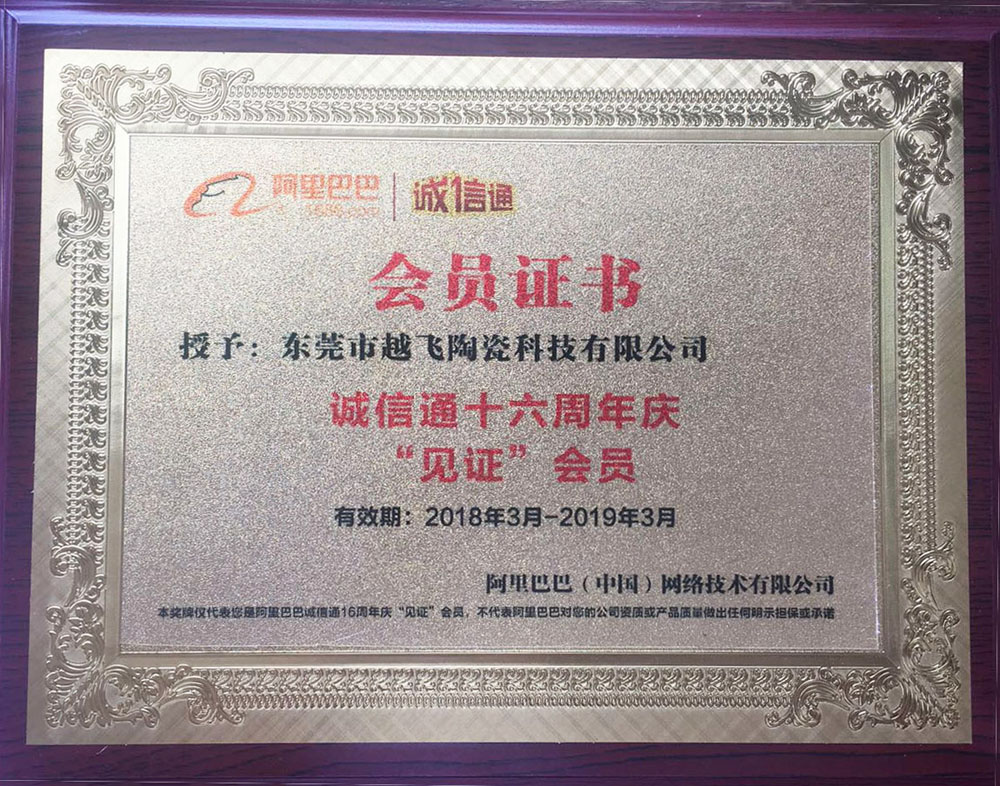 阿里巴巴 诚信通
1688.com
会员证书
授予：东莞市越飞陶瓷科技有限公司
诚信通十六周年庆
“见证”会员
有效期：2018年3月-2019年3月
阿里巴巴（中国）网络技术有限公司
本奖牌仅代表您是阿里巴巴诚信通16周年庆“见证”会员，不代表阿里巴巴对您的公司资质或产品质量做出任何明示担保或承诺